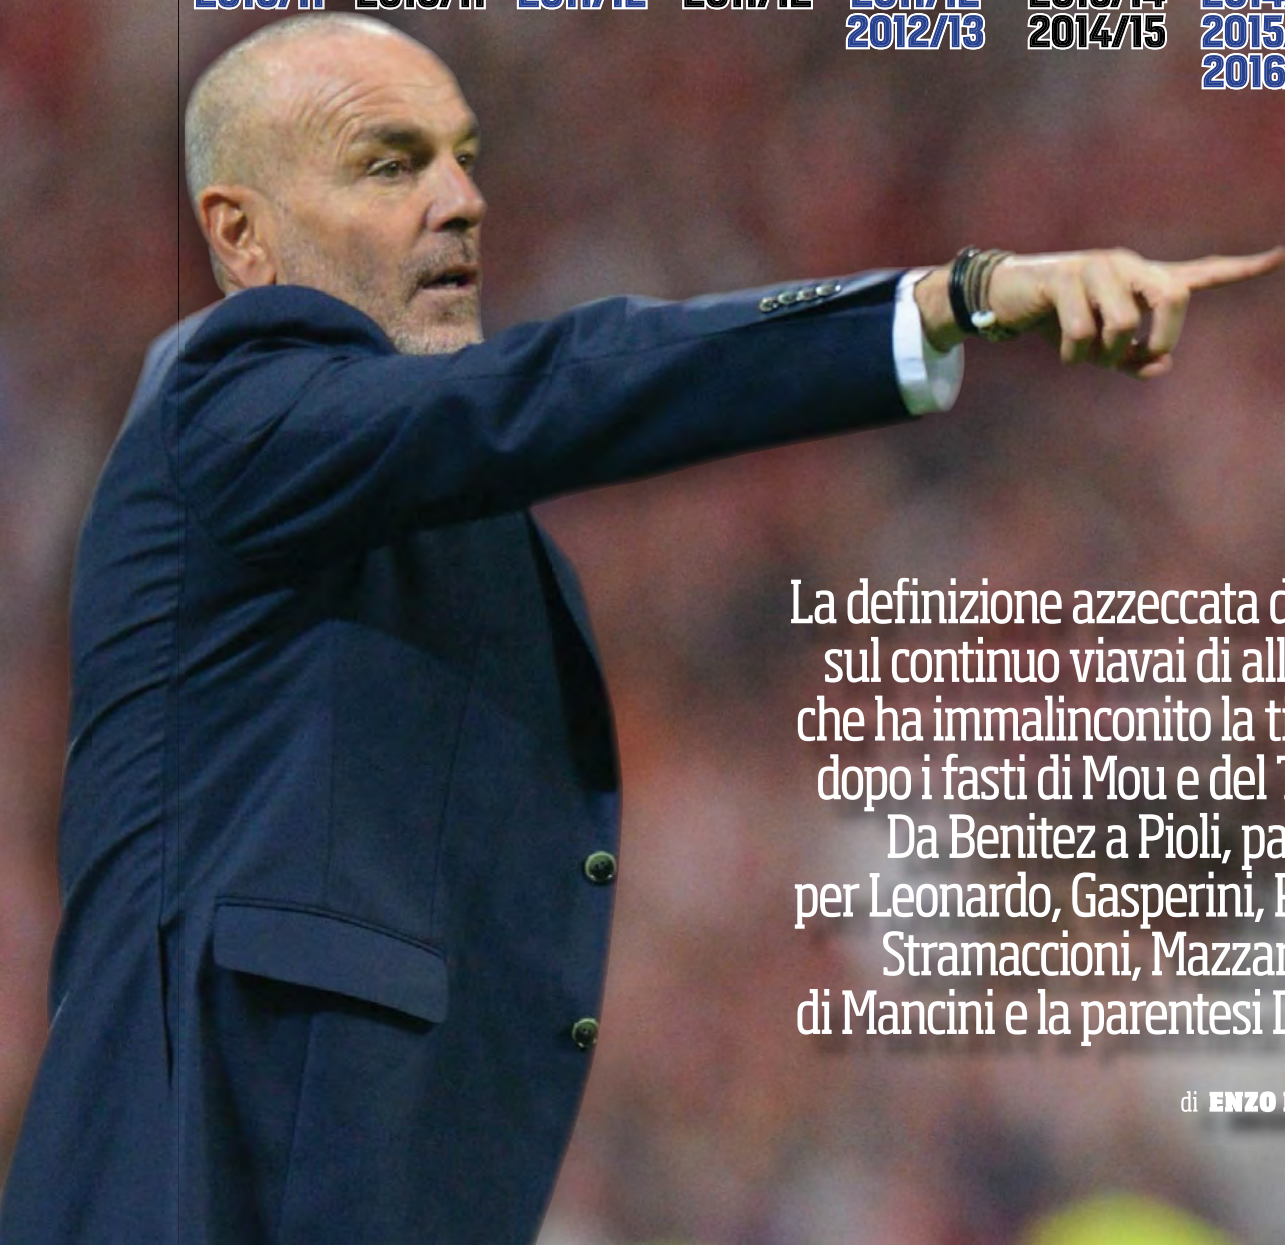 2012/13 2014/15 2015
2016
La definizione azzeccata
sul continuo viavai di all
che ha immalinconito la
dopo i fasti di Mou e del
Da Benitez a Pioli, pa
per Leonardo, Gasperini,
Stramaccioni, Mazzar
di Mancini e la parentesi
di ENZO